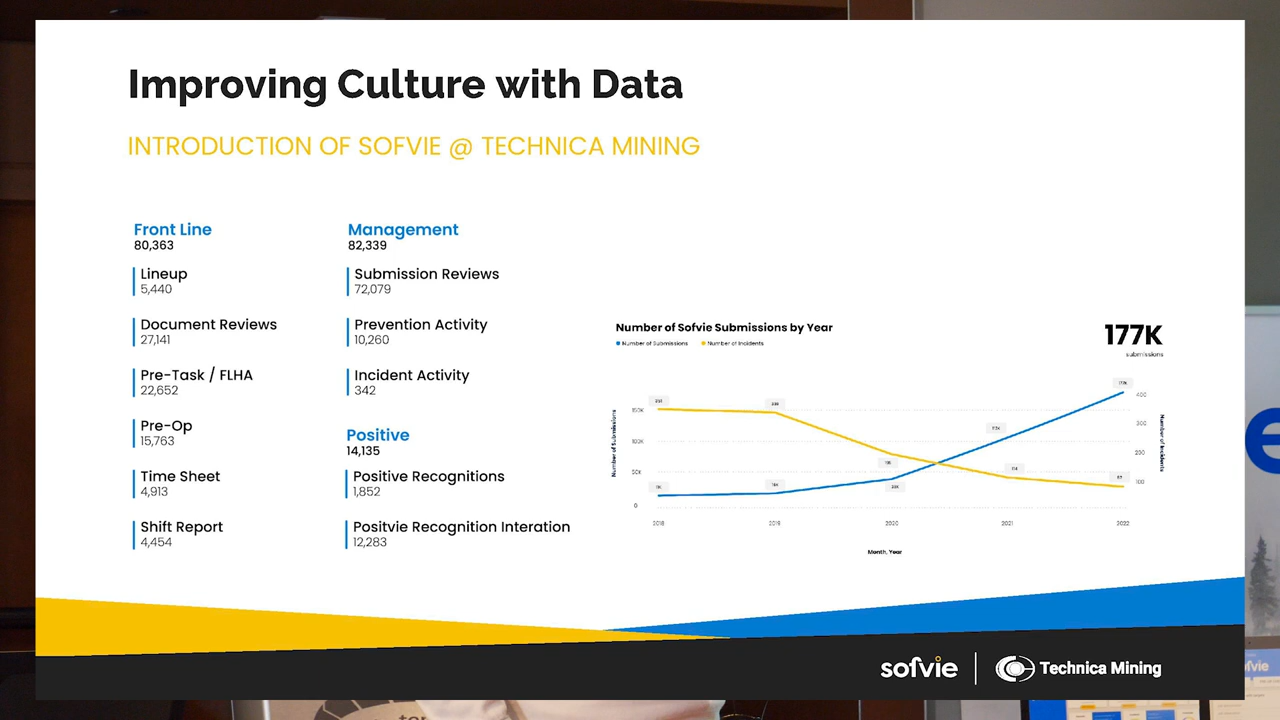 Improving Culture with Data
INTRODUCTION OF SOFVIE @ TECHNICA MINING
Front Line
80,363
Lineup
5,440
Document Reviews
27,141
Pre-Task / FLHA
22,652
Pre-Op
15,763
Time Sheet
4,913
Shift Report
4,454
Management
82,339
Submission Reviews
72,079
Prevention Activity
10,260
Incident Activity
342
Positive
14,135
Positive Recognitions
1,852
Positvie Recognition Interation
12,283
Number of Sofvie Submissions by Year
Number of Submissions Number of Incidents
177K
submissions
Number of Submissions
150K
100K
50K
0
177K
400
300
200
100
Number of Incidents
2018 2019 2020 2021 2022
Month, Year
sofvie
Technica Mining